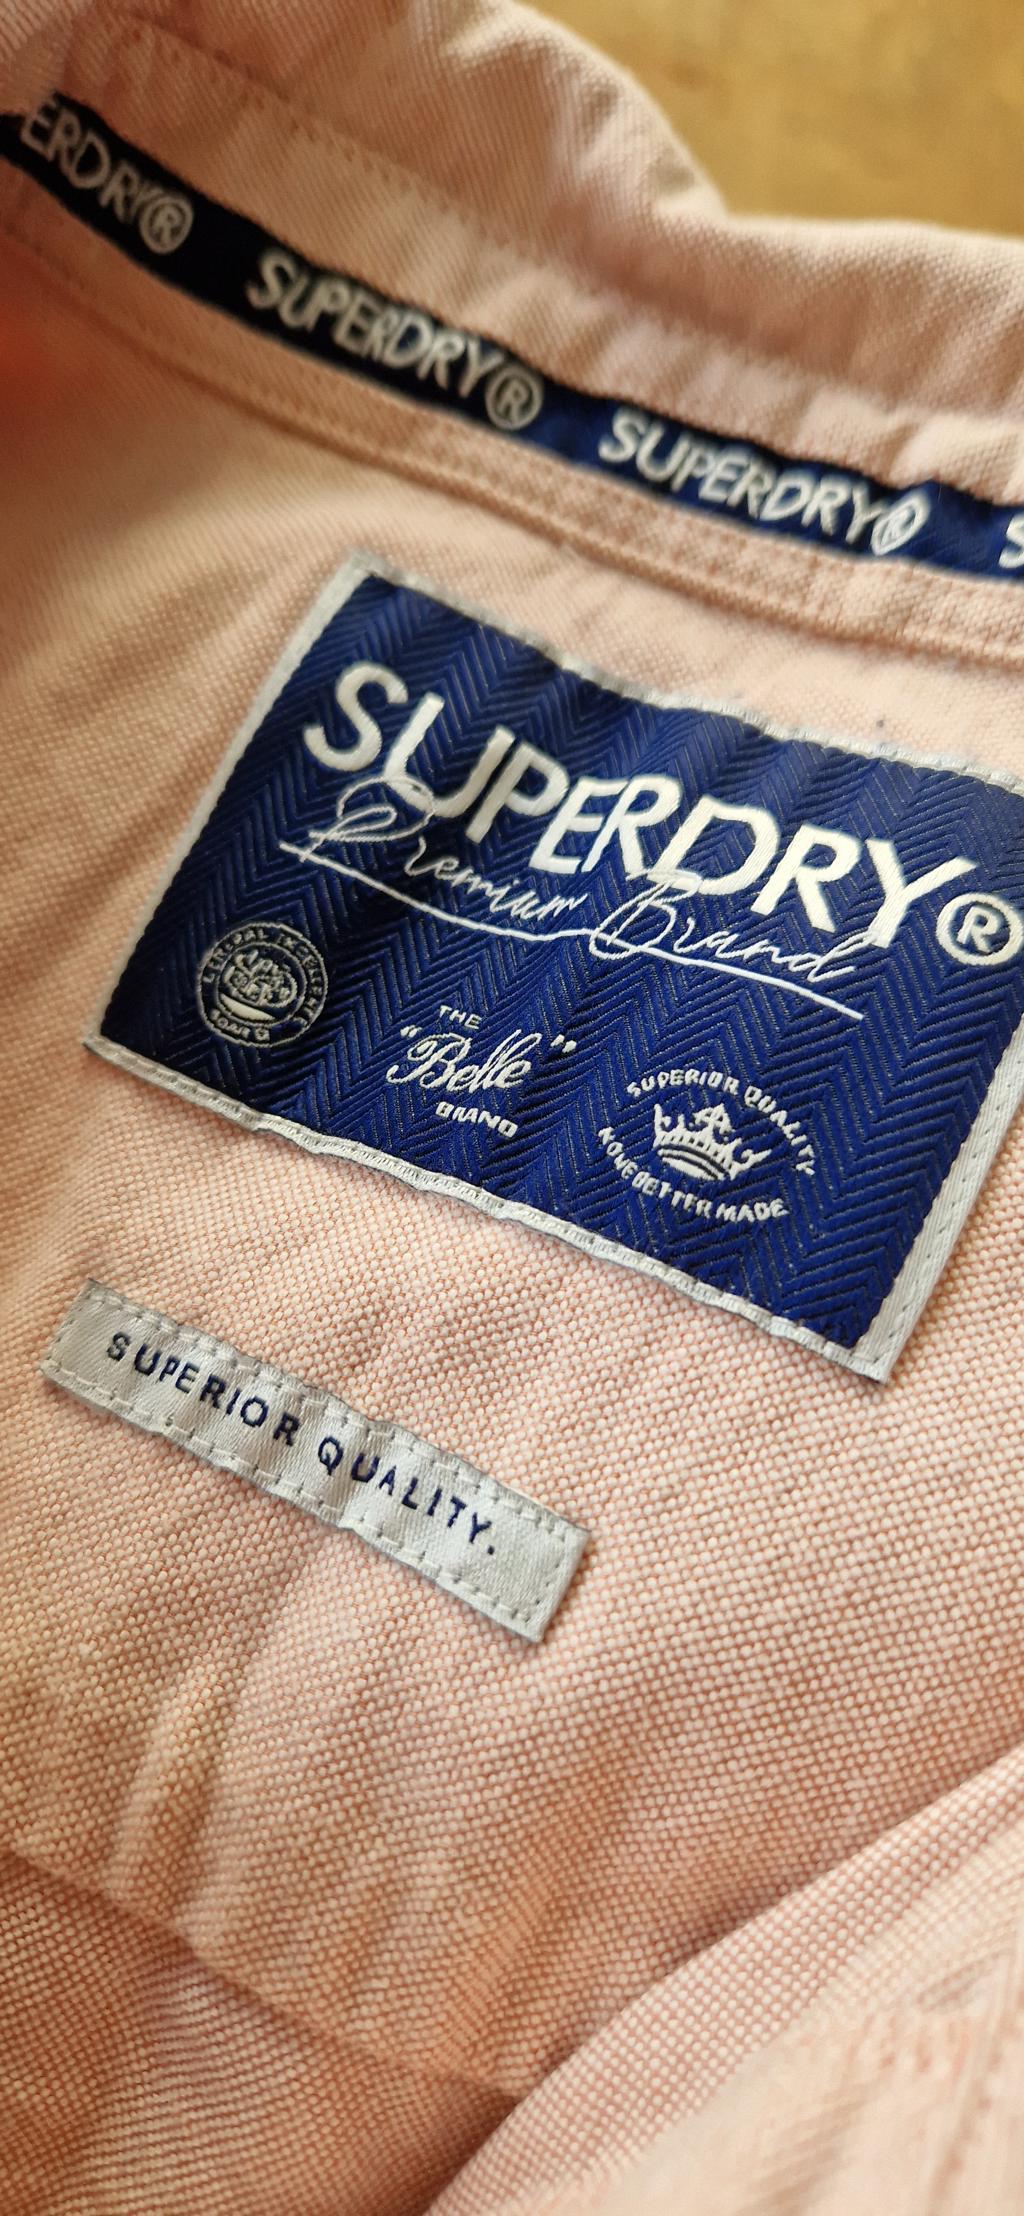 ERDRY®
SUPERDRY®
SUPERDRY®
S
SUPERDRY®
Premium Brand
THE
"Belle"
BRAND
SUPERIOR QUALITY
NONE BETTER MADE
SUPERIOR QUALITY.